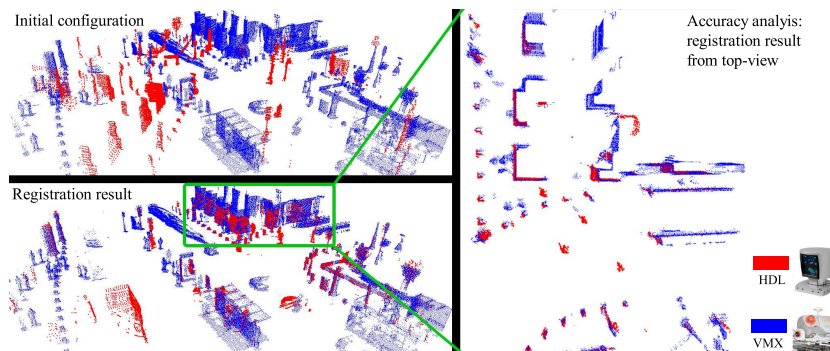 Initial configuration
Registration result
Accuracy analyis:
registration result
from top-view
HDL
VMX